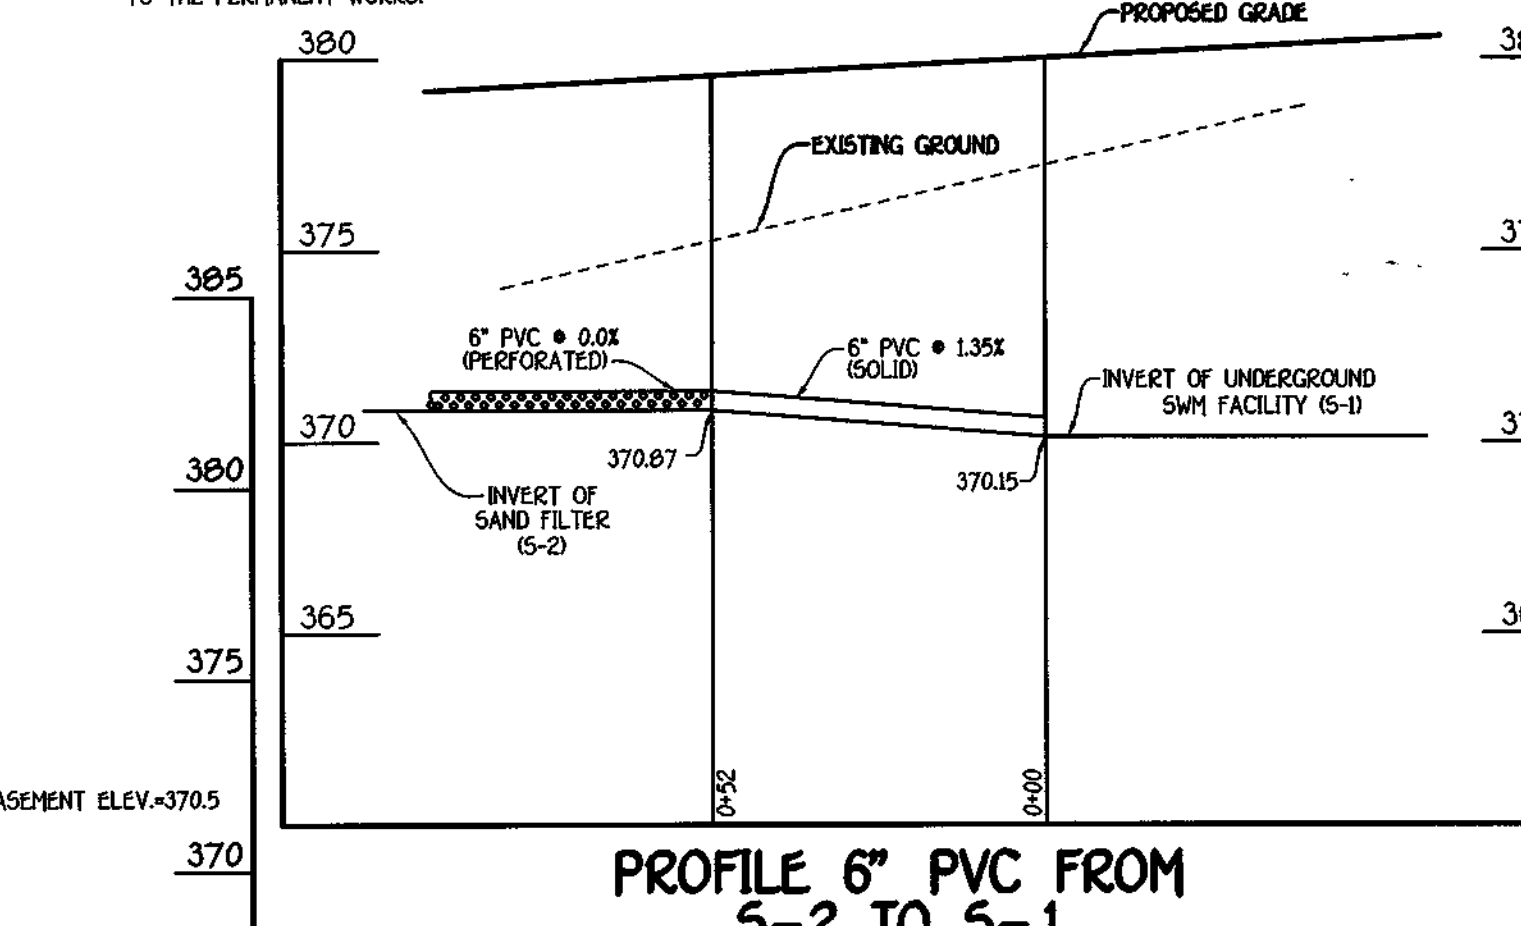 TO THE PERMANENT WORKS.
PROPOSED GRADE
380
EXISTING GROUND
375
385
6" PVC @ 0.0%
(PERFORATED)
6" PVC @ 1.35%
(SOLID)
INVERT OF UNDERGROUND
SWM FACILITY (S-1)
370
370.87
370.15
380
INVERT OF
SAND FILTER
(S-2)
365
375
0+52
0+00
ASEMENT ELEV.=370.5
370
PROFILE 6" PVC FROM
S-2 TO S-1